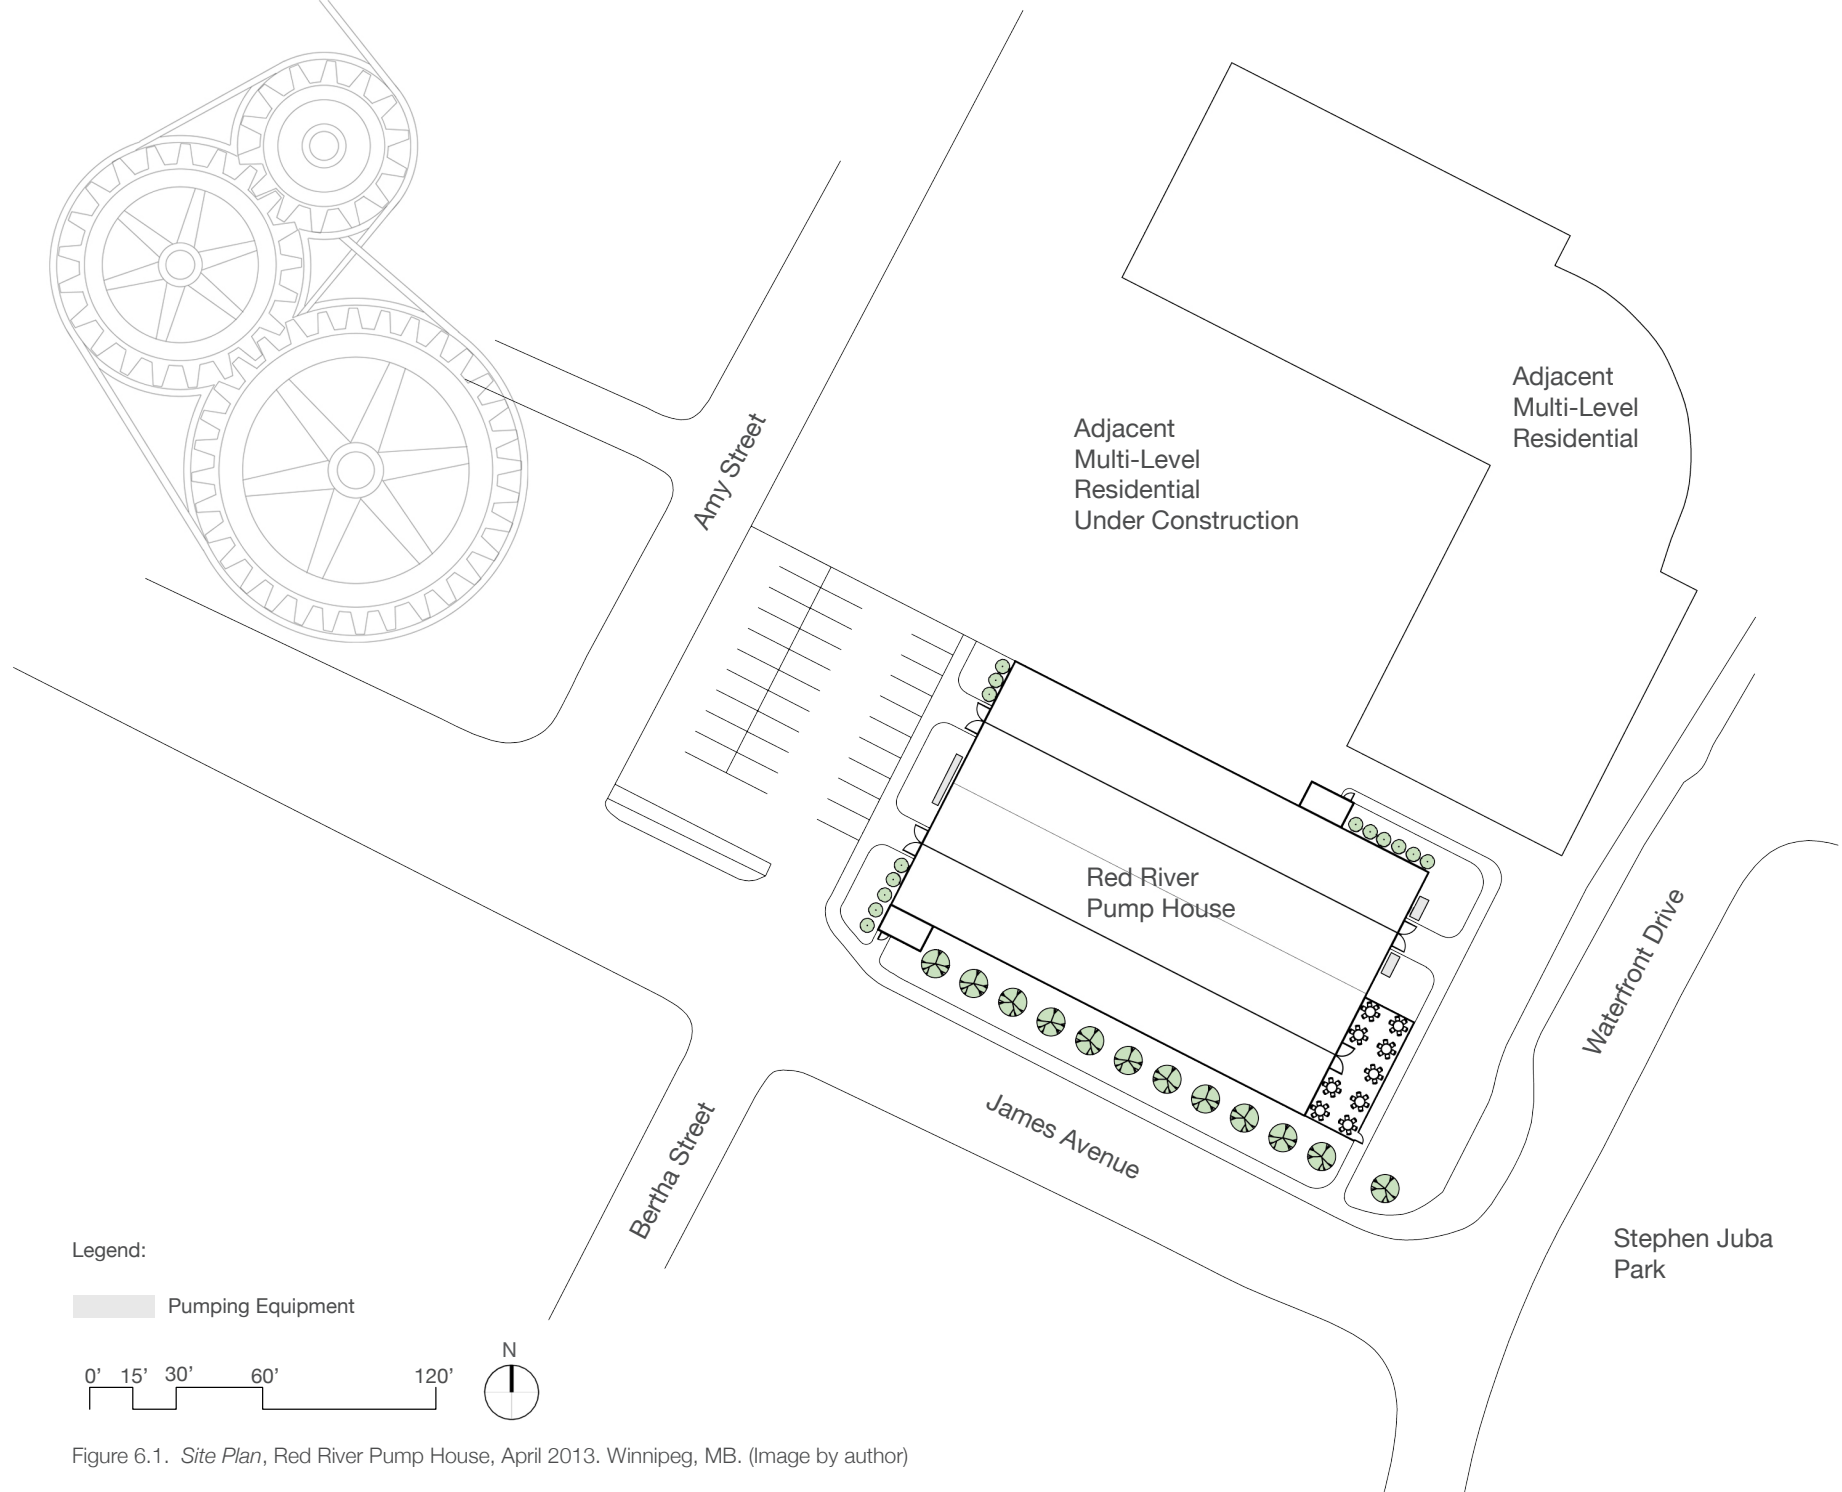 Adjacent
Multi-Level
Residential
Adjacent
Multi-Level
Residential
Under Construction
Amy Street
Red River
Pump House
Waterfront Drive
James Avenue
Bertha Street
Stephen Juba
Park
Legend:
Pumping Equipment
N
0’ 15’ 30’ 60’ 120’
Figure 6.1. Site Plan, Red River Pump House, April 2013. Winnipeg, MB. (Image by author)